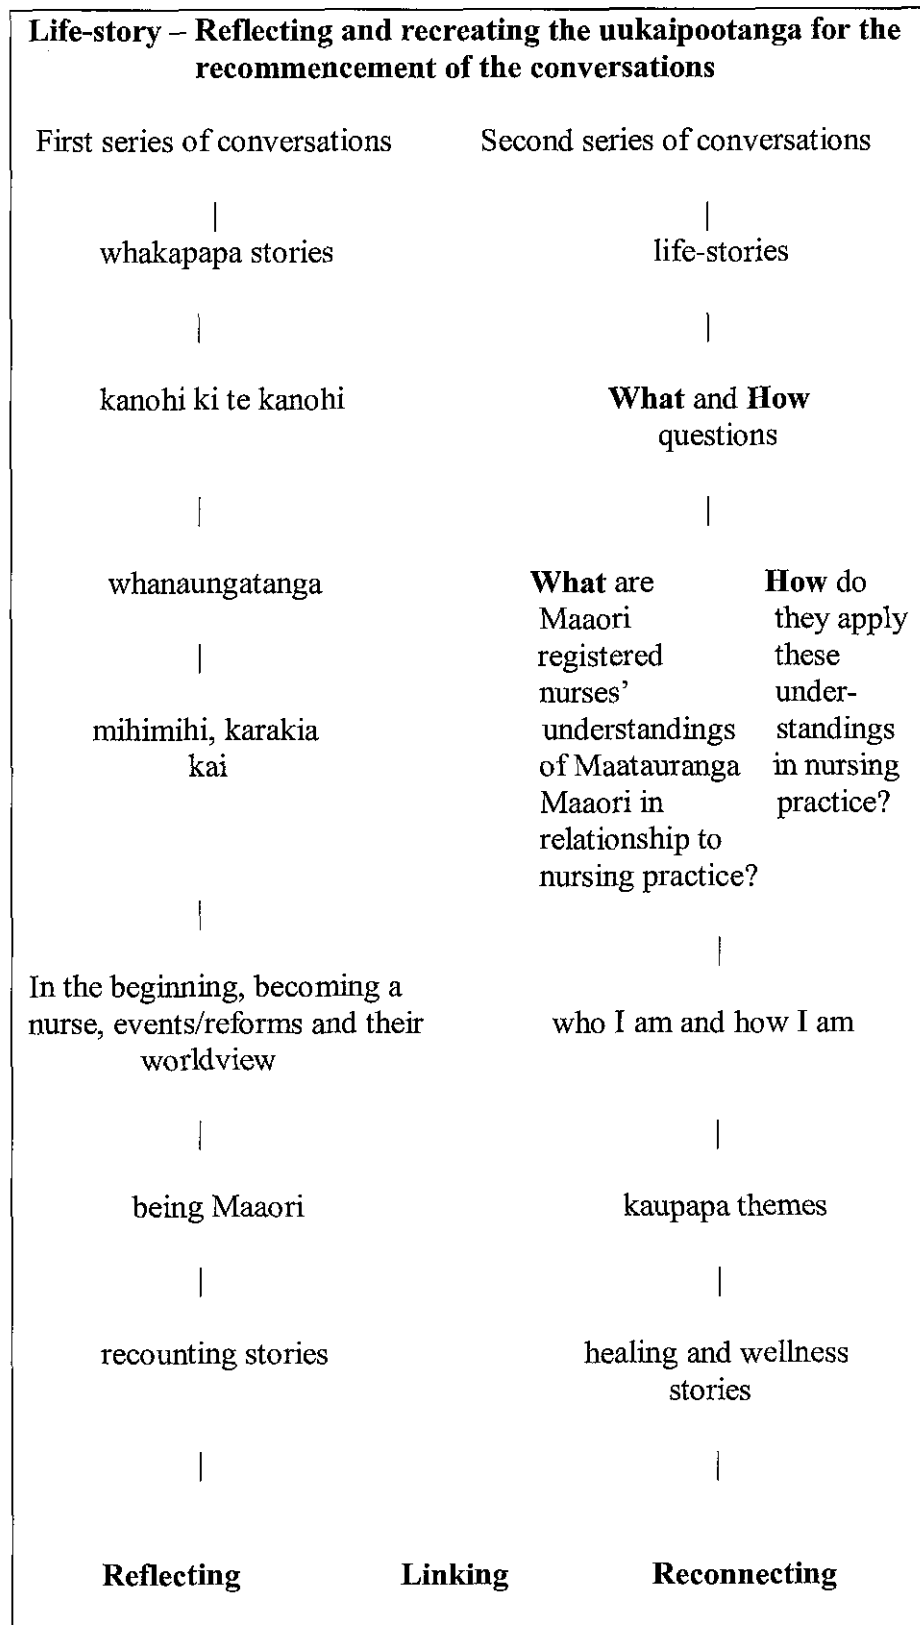 Life-story – Reflecting and recreating the uukaipootanga for the
recommencement of the conversations
First series of conversations
whakapapa stories
kanohi ki te kanohi
whanaungatanga
mihimihi, karakia
kai
In the beginning, becoming a
nurse, events/reforms and their
worldview
being Maaori
recounting stories
Reflecting
Linking
Second series of conversations
life-stories
What and How
questions
What are
Maaori
registered
nurses’
understandings
of Maatauranga
Maaori in
relationship to
nursing practice?
How do
they apply
these
under-
standings
in nursing
practice?
who I am and how I am
kaupapa themes
healing and wellness
stories
Reconnecting